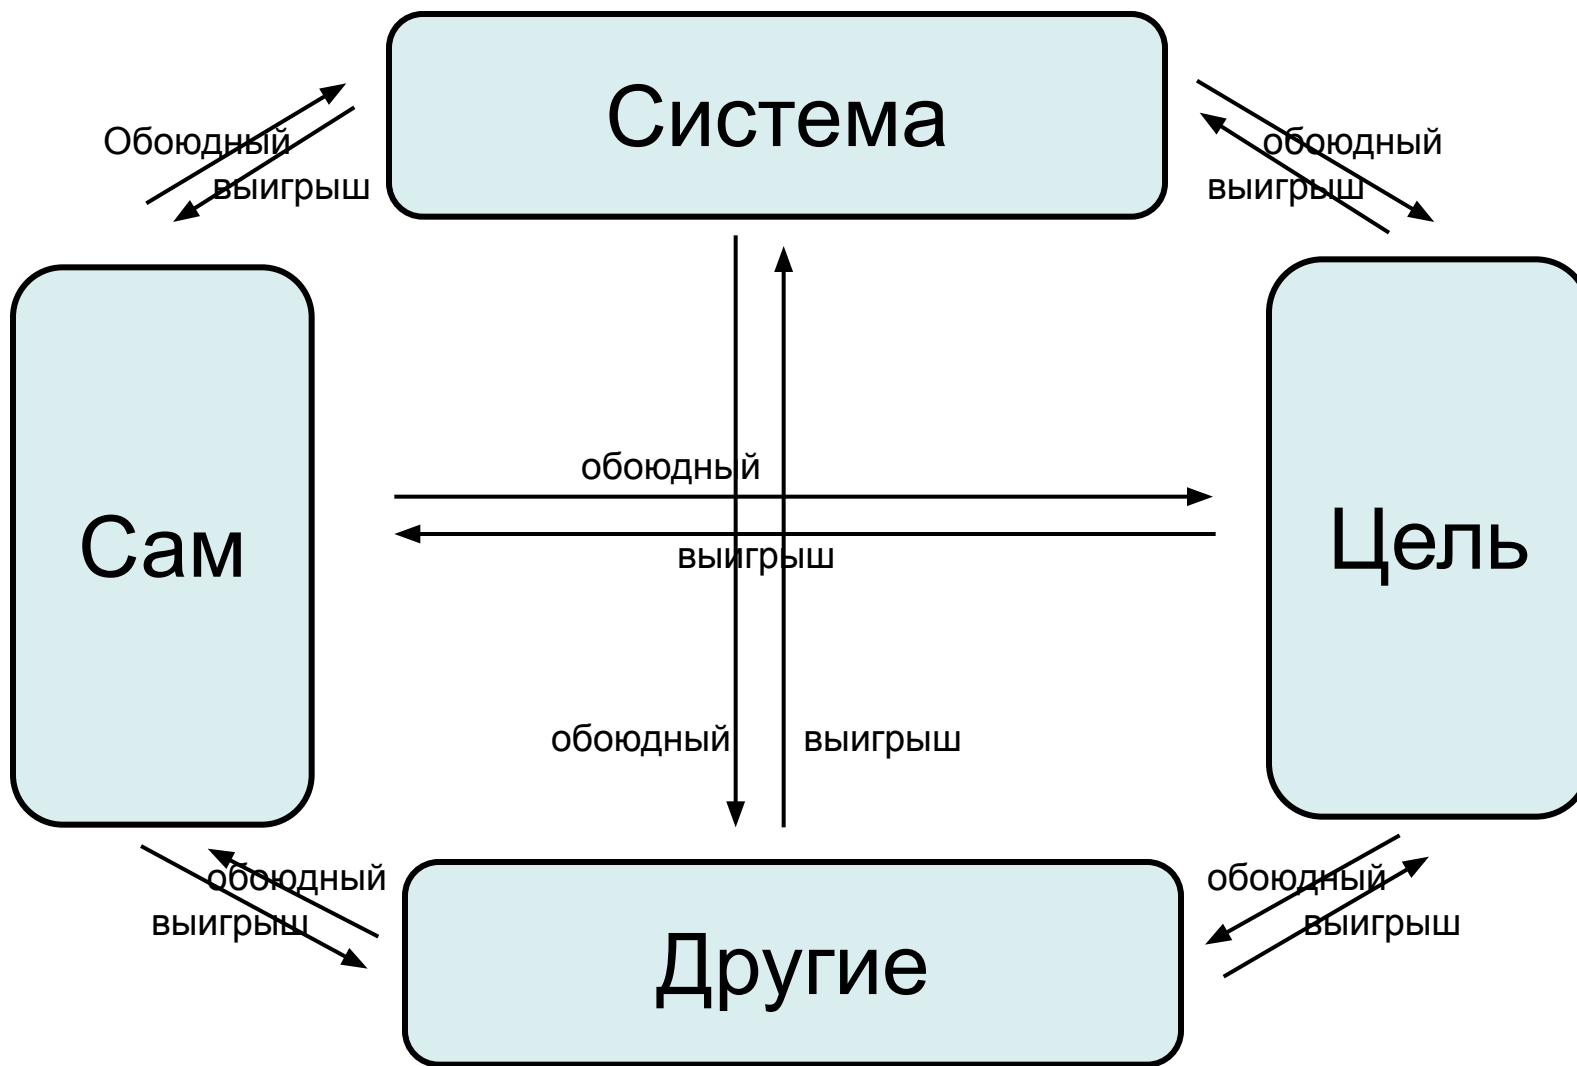 Система
Обоюдный
выигрыш
обоюдный
выигрыш
Сам
обоюдный
выигрыш
Цель
обоюдный выигрыш
обоюдный
выигрыш
Другие
обоюдный
выигрыш